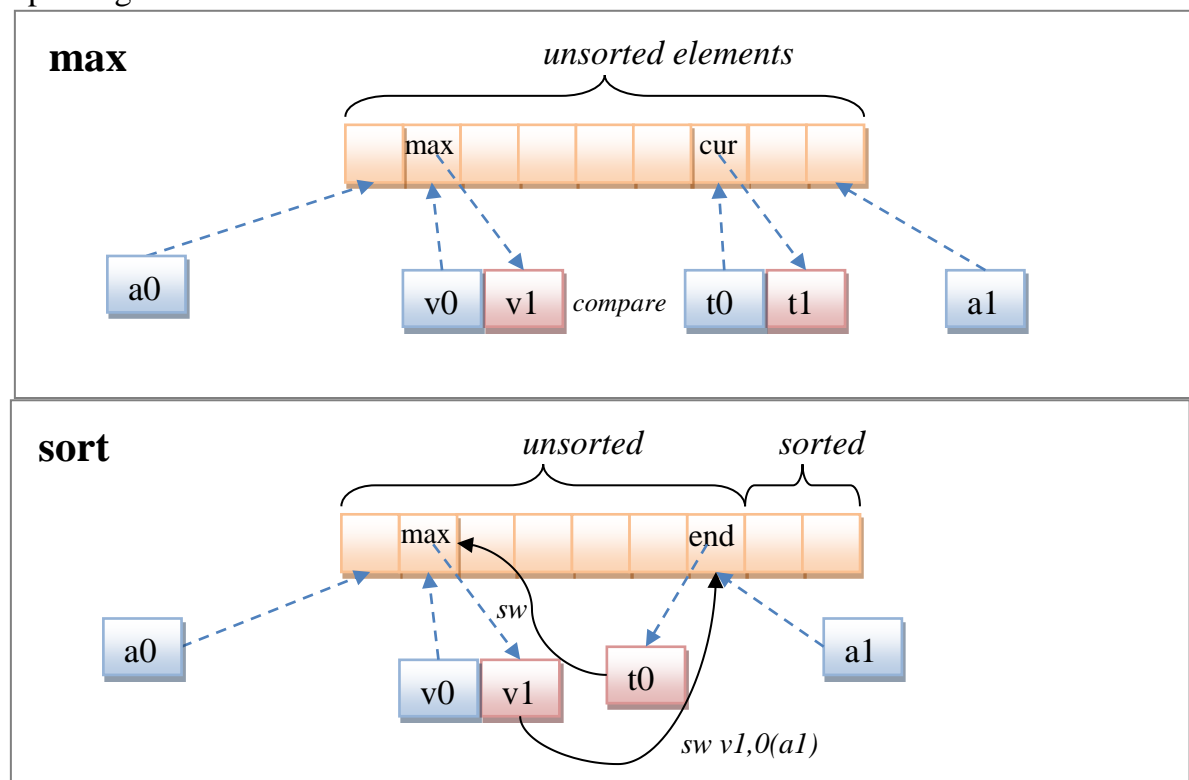 max
unsorted elements
max cur
a0 v0 v1 compare t0 t1 a1
sort
unsorted sorted
max end
sw
a0 v0 v1 t0 a1
sw v1,0(a1)